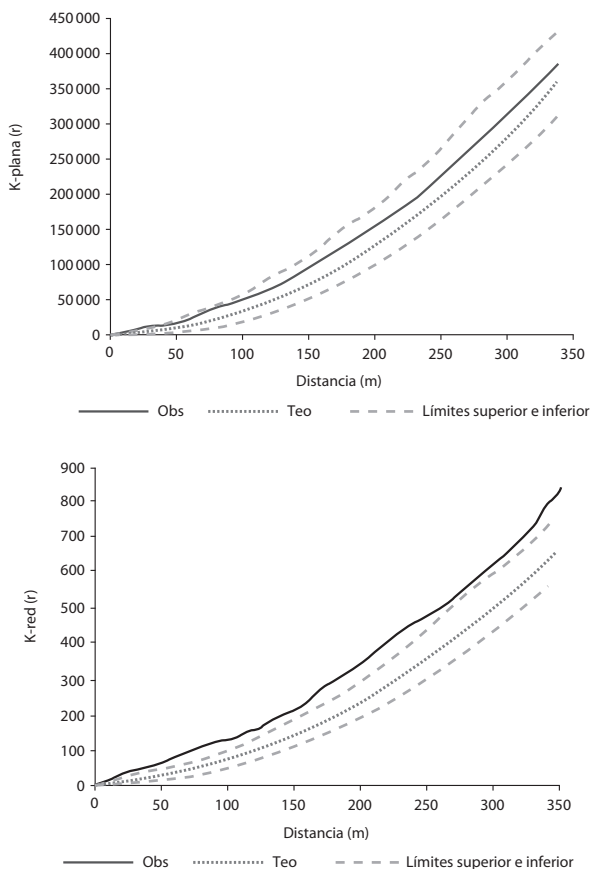 450 000
400 000
350 000
300 000
250 000
200 000
150 000
100 000
50 000
0
K-plana (r)
0 50 100 150 200 250 300 350
Distancia (m)
Obs Teo Límites superior e inferior
900
800
700
600
500
400
300
200
100
0
K-red (r)
0 50 100 150 200 250 300 350
Distancia (m)
Obs Teo Límites superior e inferior